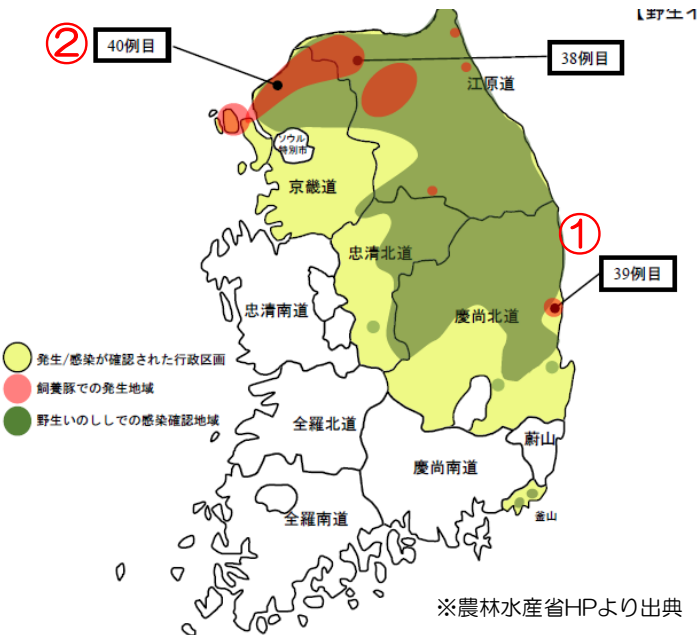 【野生イ
② 40例目
38例目
江原道
ソウル
特別市
京畿道
①
忠清北道
39例目
忠清南道
慶尚北道
発生/感染が確認された行政区画
飼養豚での発生地域
野生いのししでの感染確認地域
全羅北道
蔚山
慶尚南道
全羅南道
釜山
※農林水産省HPより出典